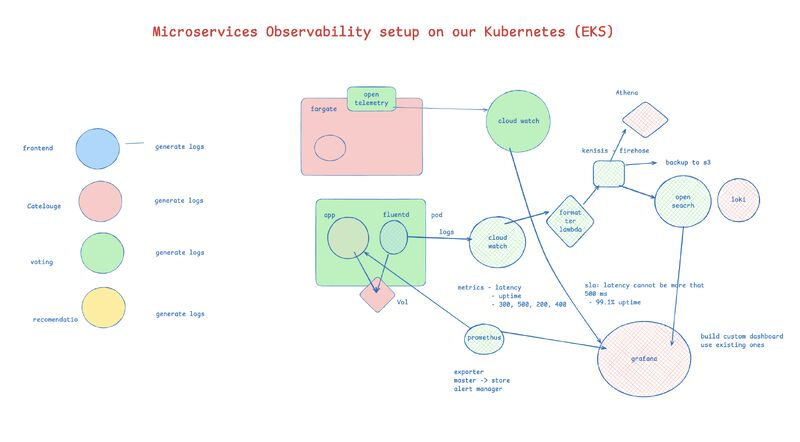 Microservices Observability setup on our Kubernetes (EKS)
frontend
generate logs
Catelouge
generate logs
voting
generate logs
recomendatio
generate logs
open
telemetry
fargate
cloud watch
Athena
kenisis - firehose
backup to s3
format
ter
lambda
open
seacrh
loki
app
fluentd
pod
logs
cloud
watch
Vol
metrics - latency
- uptime
- 300, 500, 200, 400
sla: latency cannot be more that
500 ms
- 99.1% uptime
promethus
exporter
master -> store
alert manager
grafana
build custom dashboard
use existing ones